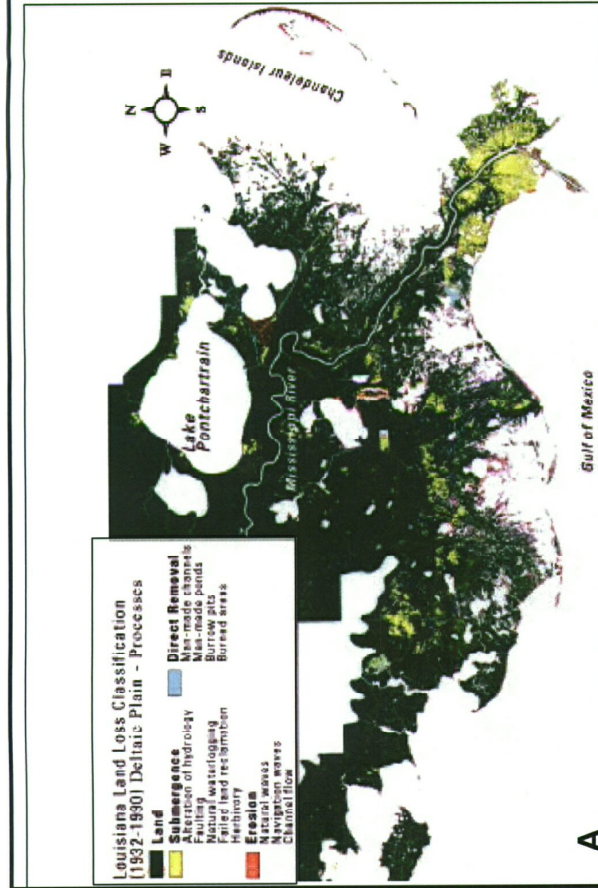 Louisiana Land Loss Classification
(1932-1990) Deltaic Plain - Processes
Land
Submergence
Alteration of hydrology
Faulting
Natural waterlogging
Failed land reclamation
Herbivory
Erosion
Natural waves
Navigation waves
Channel flow
Direct Removal
Man-made channels
Man-made ponds
Burrow pits
Burned areas
N
E
S
W
Chandeleur Islands
Lake
Pontchartrain
Mississippi River
Gulf of Mexico
A